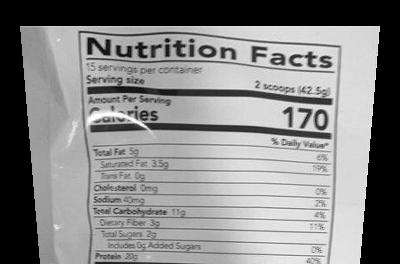 Nutrition Facts
15 servings per container
Serving size 2 scoops (42.5g)
Amount Per Serving
Calories 170
% Daily Value*
Total Fat 5g 6%
Saturated Fat 3.5g 19%
Trans Fat 0g
Cholesterol 0mg 0%
Sodium 40mg 2%
Total Carbohydrate 11g 4%
Dietary Fiber 3g 11%
Total Sugars 2g
Includes 0g Added Sugars 0%
Protein 20g 40%